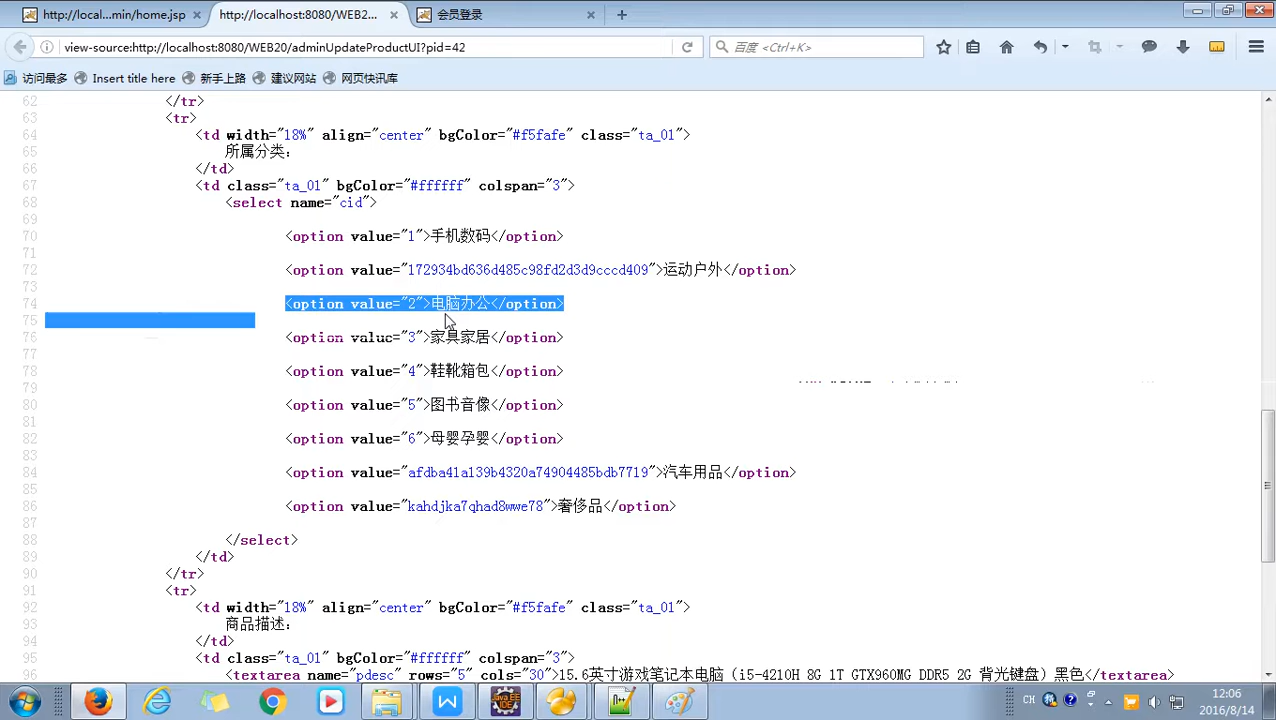 http://local...min/home.jsp
http://localhost:8080/WEB2...
会员登录
view-source:http://localhost:8080/WEB20/adminUpdateProductUI?pid=42
百度 <Ctrl+K>
访问最多 Insert title here 新手上路 建议网站 网页快讯库
62 </tr>
63 <tr>
64 <td width="18%" align="center" bgColor="#f5fafe" class="ta_01">
65 所属分类：
66 </td>
67 <td class="ta_01" bgColor="#ffffff" colspan="3">
68 <select name="cid">
69
70 <option value="1">手机数码</option>
71
72 <option value="172934bd636d485c98fd2d3d9cccd409">运动户外</option>
73
74 <option value="2">电脑办公</option>
75
76 <option value="3">家具家居</option>
77
78 <option value="4">鞋靴箱包</option>
79
80 <option value="5">图书音像</option>
81
82 <option value="6">母婴孕婴</option>
83
84 <option value="afdba41a139b4320a74904485bdb7719">汽车用品</option>
85
86 <option value="kahdjka7qhad8wwe78">奢侈品</option>
87
88 </select>
89 </td>
90 </tr>
91 <tr>
92 <td width="18%" align="center" bgColor="#f5fafe" class="ta_01">
93 商品描述：
94 </td>
95 <td class="ta_01" bgColor="#ffffff" colspan="3">
96 <textarea name="pdesc" rows="5" cols="30">15.6英寸游戏笔记本电脑（i5-4210H 8G 1T GTX960MG DDR5 2G 背光键盘）黑色</textarea>
CH
12:06
2016/8/14